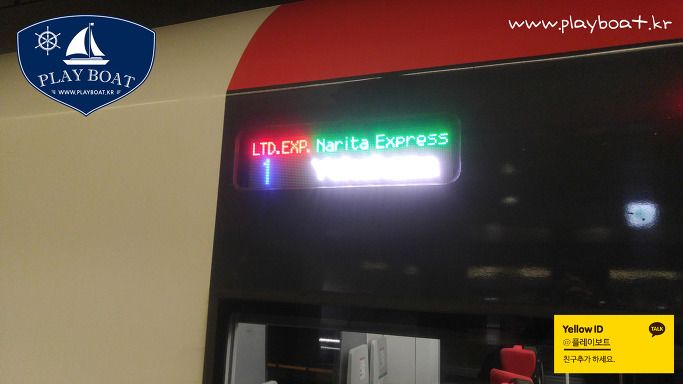 www.playboat.kr
PLAY BOAT
WWW.PLAYBOAT.KR
LTD.EXP. Narita Express
1
Yellow ID
TALK
@플레이보트
친구추가 하세요.